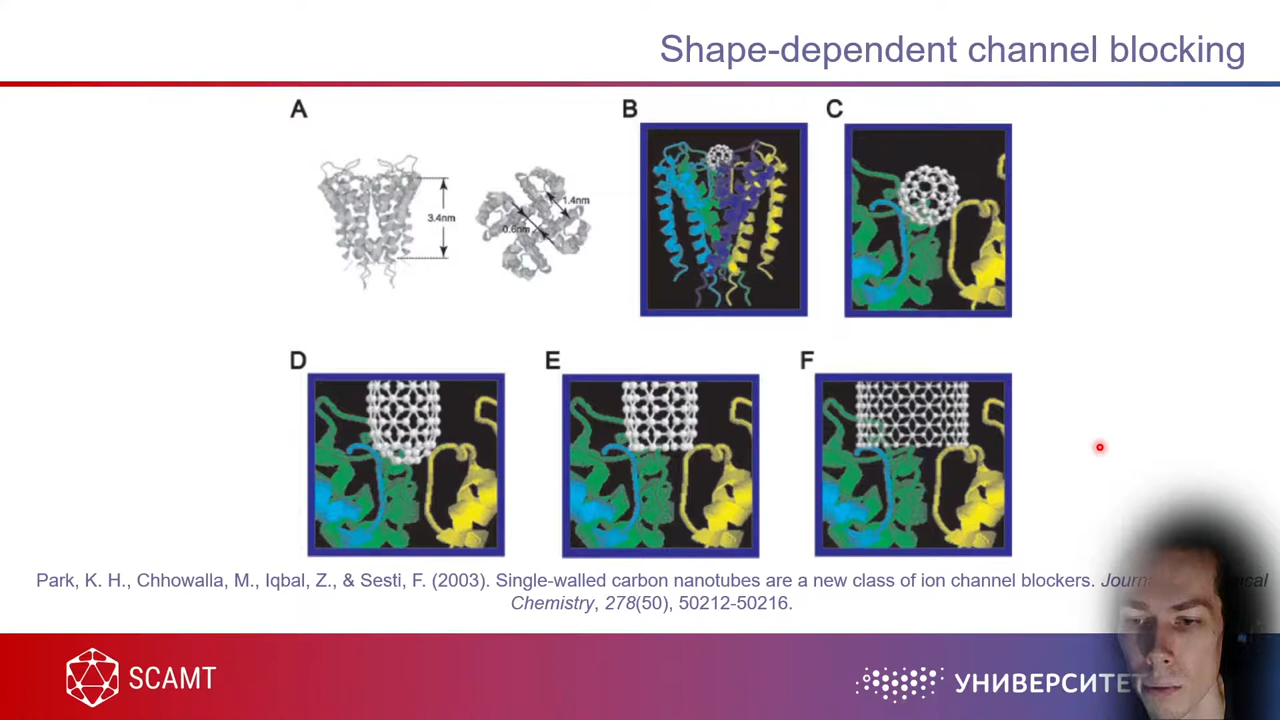 Shape-dependent channel blocking
A
B
C
3.4nm
1.4nm
0.6nm
D
E
F
Park, K. H., Chhowalla, M., Iqbal, Z., & Sesti, F. (2003). Single-walled carbon nanotubes are a new class of ion channel blockers.
Chemistry, 278(50), 50212-50216.
SCAMT
УНИВЕРСИТЕТ